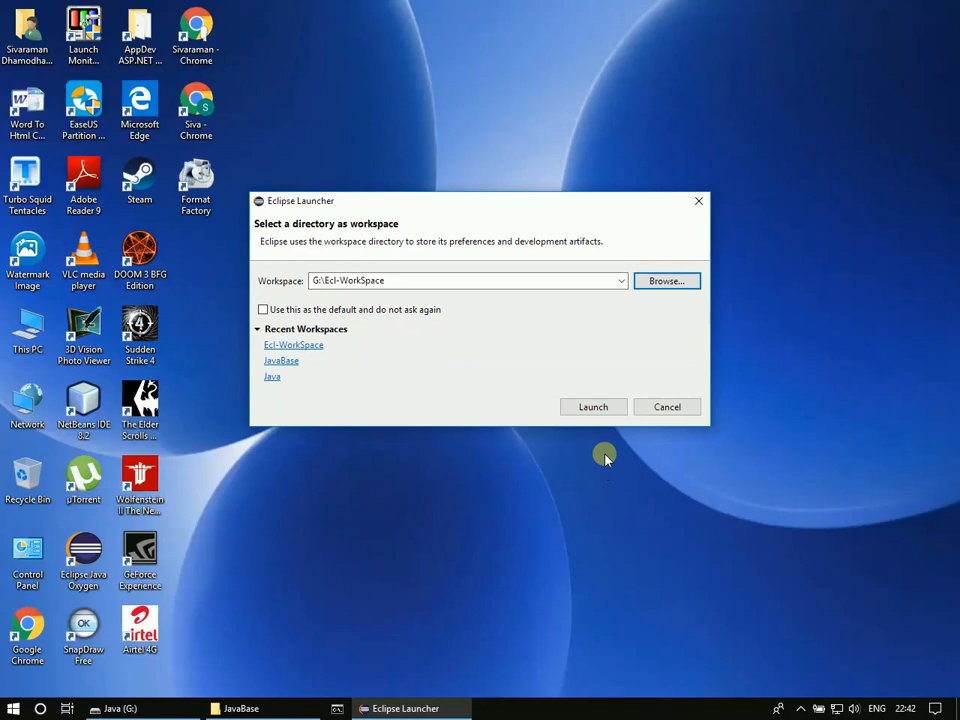 Sivaraman
Dhamodha...
Launch
Monit...
AppDev
ASP.NET ...
Sivaraman -
Chrome
Word To
Html C...
EaseUS
Partition ...
Microsoft
Edge
S
Siva -
Chrome
Turbo Squid
Tentacles
Adobe
Reader 9
Steam
Format
Factory
Watermark
Image
VLC media
player
DOOM 3 BFG
Edition
This PC
3D Vision
Photo Viewer
Sudden
Strike 4
Network
NetBeans IDE
8.2
The Elder
Scrolls ...
Recycle Bin
µTorrent
Wolfenstein
II The Ne...
Control
Panel
Eclipse Java
Oxygen
GeForce
Experience
Google
Chrome
OK
SnapDraw
Free
airtel
Airtel 4G
Eclipse Launcher
Select a directory as workspace
Eclipse uses the workspace directory to store its preferences and development artifacts.
Workspace: G:\Ecl-WorkSpace Browse...
Use this as the default and do not ask again
Recent Workspaces
Ecl-WorkSpace
JavaBase
Java
Launch Cancel
Java (G:) JavaBase Eclipse Launcher ENG 22:42